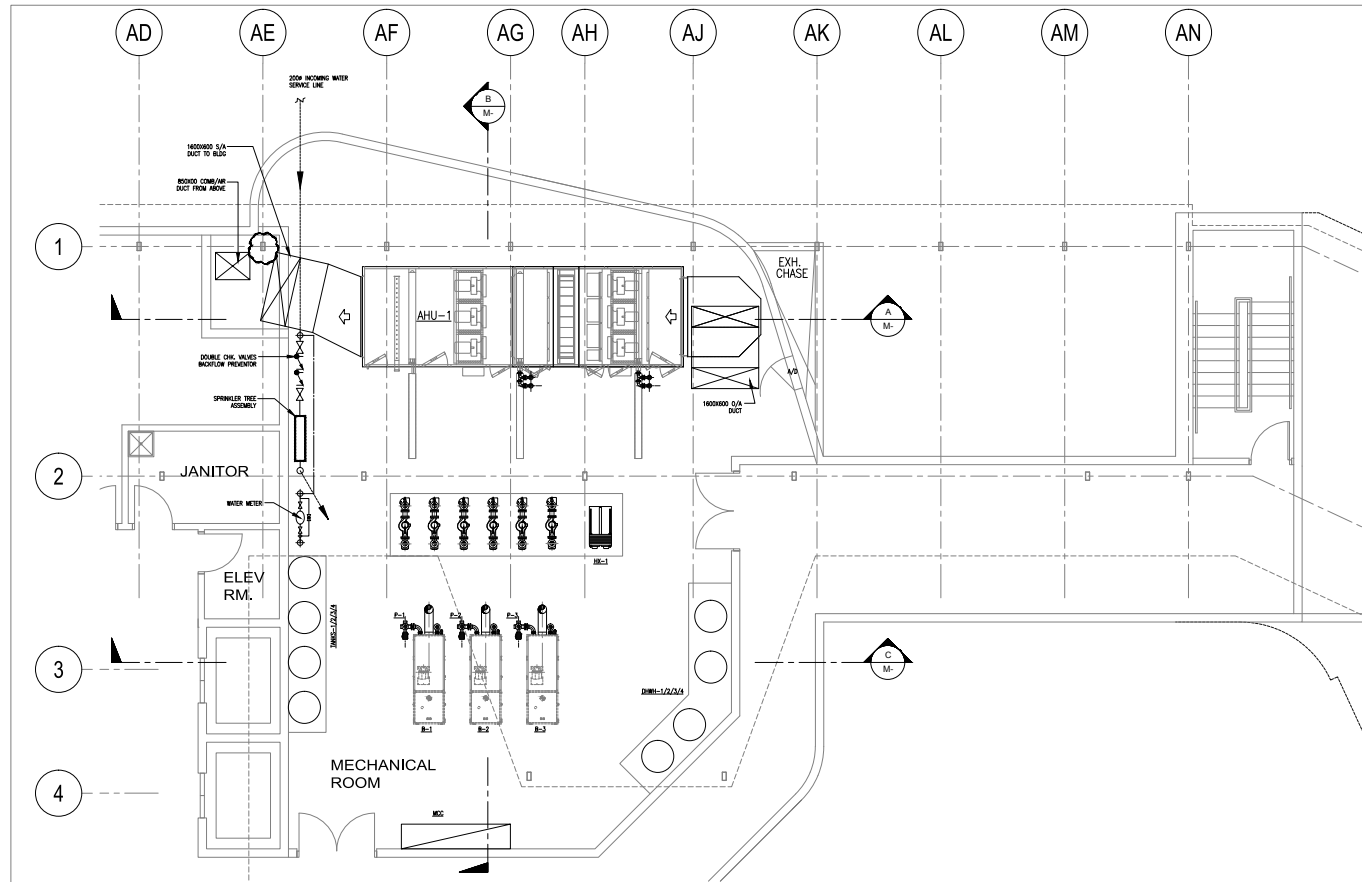 AD
AE
AF
AG
AH
AJ
AK
AL
AM
AN
200ø INCOMING WATER
SERVICE LINE
B
M-
1600X600 S/A
DUCT TO BLDG
850X00 COMB/AIR
DUCT FROM ABOVE
1
EXH.
CHASE
AHU-1
A
M-
DOUBLE CHK. VALVES
BACKFLOW PREVENTOR
A/D
SPRINKLER TREE
ASSEMBLY
1600X600 O/A
DUCT
2
JANITOR
WATER METER
HX-1
ELEV
RM.
TANKS-1/2/3/4
P-1
P-2
P-3
3
C
M-
DHWH-1/2/3/4
B-1
B-2
B-3
MECHANICAL
ROOM
4
MCC